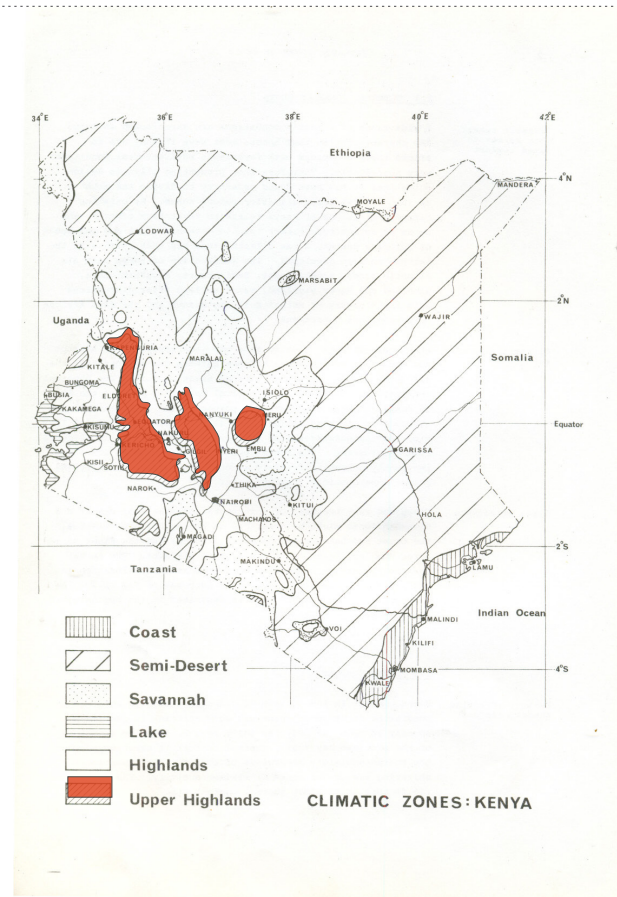 34°E 36°E 38°E 40°E 42°E
Ethiopia
4°N
MANDERA
MOYALE
LODWAR
MARSABIT
2°N
Uganda
WAJIR
MARALAL
Somalia
KITALE
BUNGOMA
ISIOLO
BUSIA
KAKAMEGA
Equator
KISUMU
EMBU
GARISSA
KISII
SOTIK
NAROK
THIKA
NAIROBI
KITUI
HOLA
MACHAKOS
MAGADI
2°S
MAKINDU
Tanzania
LAMU
Indian Ocean
MALINDI
VOI
KILIFI
MOMBASA
4°S
KWALE
Coast
Semi-Desert
Savannah
Lake
Highlands
Upper Highlands
CLIMATIC ZONES: KENYA